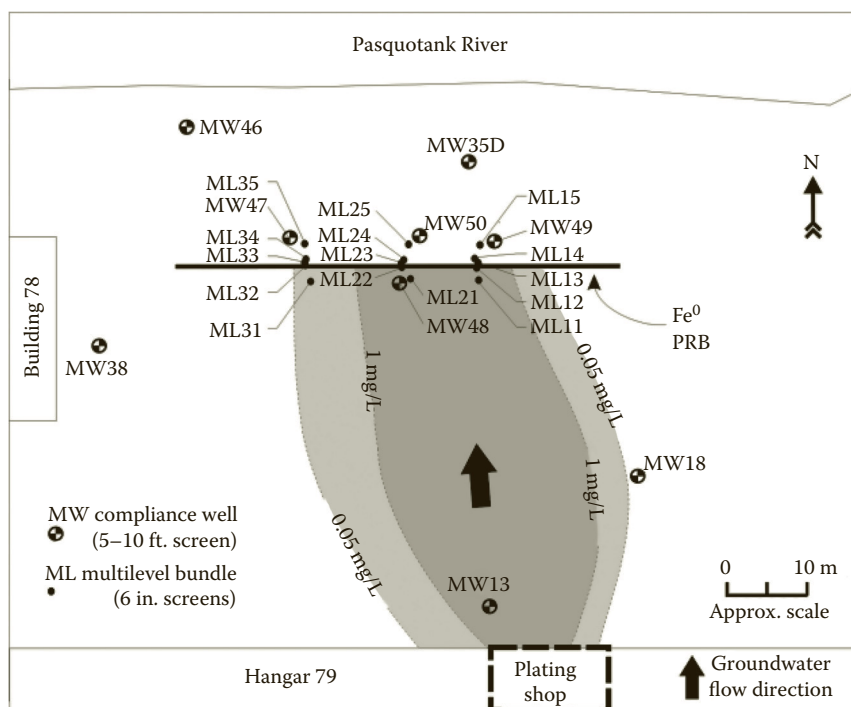 Pasquotank River
MW46
MW35D
N
ML35
MW47
ML34
ML33
ML32
ML31
ML25
ML24
ML23
ML22
MW50
ML21
MW48
ML15
MW49
ML14
ML13
ML12
ML11
Fe⁰
PRB
Building 78
MW38
1 mg/L
0.05 mg/L
MW18
1 mg/L
0.05 mg/L
MW compliance well
(5–10 ft. screen)
ML multilevel bundle
(6 in. screens)
MW13
0 10 m
Approx. scale
Hangar 79
Plating
shop
Groundwater
flow direction